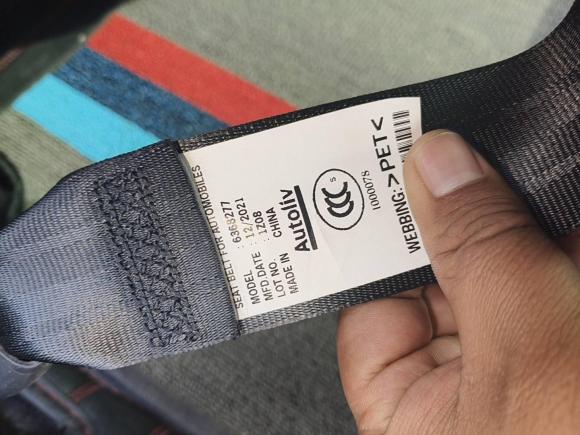 SEAT BELT FOR AUTOMOBILES
MODEL : 6368277
MFD DATE : 12/2021
LOT NO. : 1Z08
MADE IN CHINA
Autoliv
CCC S
1000078
WEBBING:>PET<